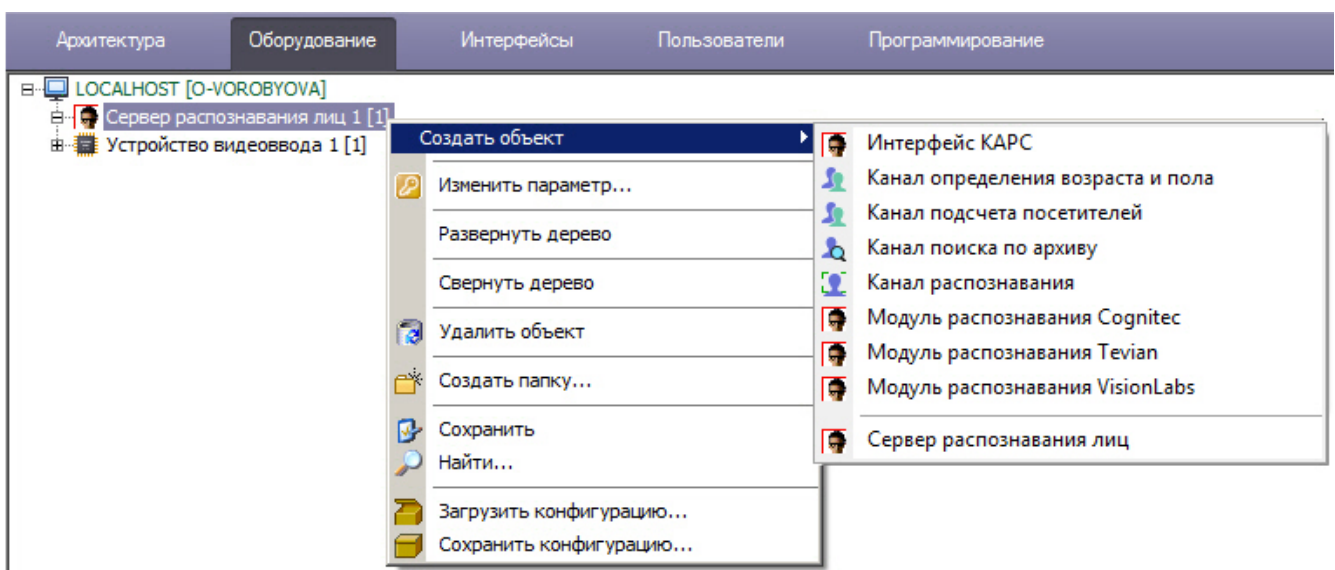 Архитектура Оборудование Интерфейсы Пользователи Программирование
LOCALHOST [O-VOROBYOVA]
Сервер распознавания лиц 1 [1]
Устройство видеоввода 1 [1]
Создать объект
Изменить параметр...
Развернуть дерево
Свернуть дерево
Удалить объект
Создать папку...
Сохранить
Найти...
Загрузить конфигурацию...
Сохранить конфигурацию...
Интерфейс КАРС
Канал определения возраста и пола
Канал подсчета посетителей
Канал поиска по архиву
Канал распознавания
Модуль распознавания Cognitec
Модуль распознавания Tevian
Модуль распознавания VisionLabs
Сервер распознавания лиц